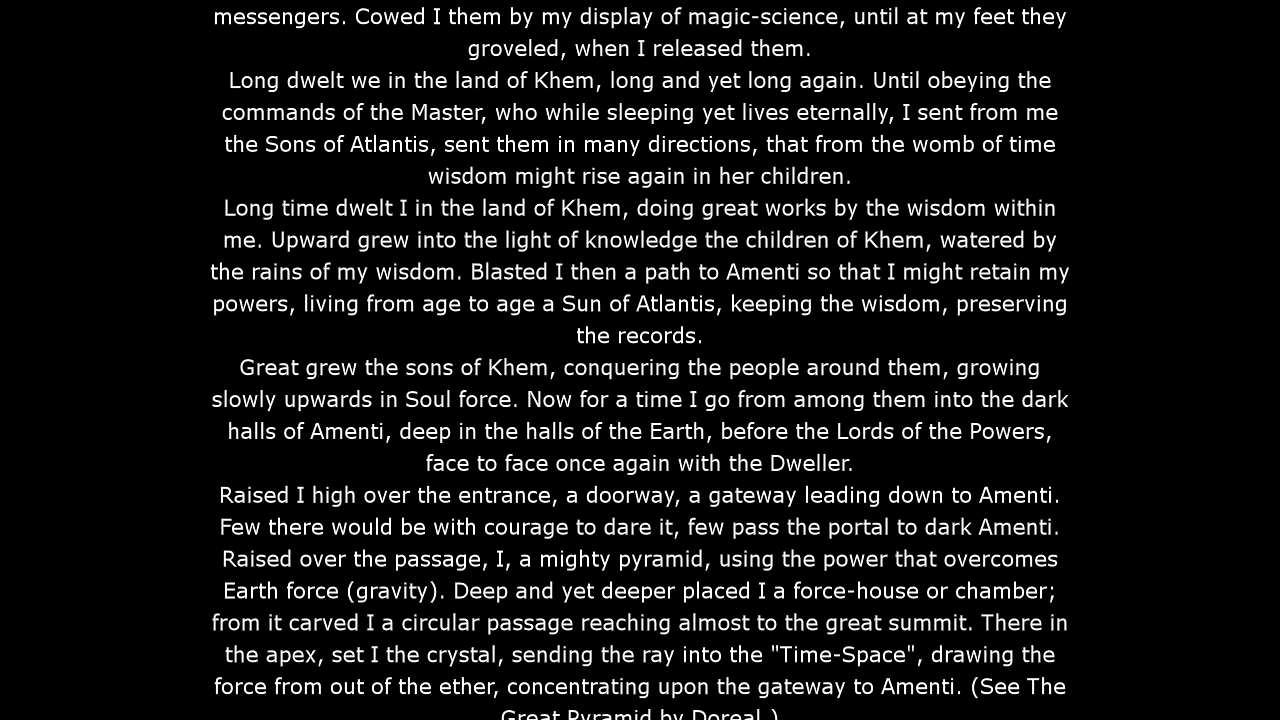 messengers. Cowed I them by my display of magic-science, until at my feet they
groveled, when I released them.
Long dwelt we in the land of Khem, long and yet long again. Until obeying the
commands of the Master, who while sleeping yet lives eternally, I sent from me
the Sons of Atlantis, sent them in many directions, that from the womb of time
wisdom might rise again in her children.
Long time dwelt I in the land of Khem, doing great works by the wisdom within
me. Upward grew into the light of knowledge the children of Khem, watered by
the rains of my wisdom. Blasted I then a path to Amenti so that I might retain my
powers, living from age to age a Sun of Atlantis, keeping the wisdom, preserving
the records.
Great grew the sons of Khem, conquering the people around them, growing
slowly upwards in Soul force. Now for a time I go from among them into the dark
halls of Amenti, deep in the halls of the Earth, before the Lords of the Powers,
face to face once again with the Dweller.
Raised I high over the entrance, a doorway, a gateway leading down to Amenti.
Few there would be with courage to dare it, few pass the portal to dark Amenti.
Raised over the passage, I, a mighty pyramid, using the power that overcomes
Earth force (gravity). Deep and yet deeper placed I a force-house or chamber;
from it carved I a circular passage reaching almost to the great summit. There in
the apex, set I the crystal, sending the ray into the "Time-Space", drawing the
force from out of the ether, concentrating upon the gateway to Amenti. (See The
Great Pyramid by Doreal.)